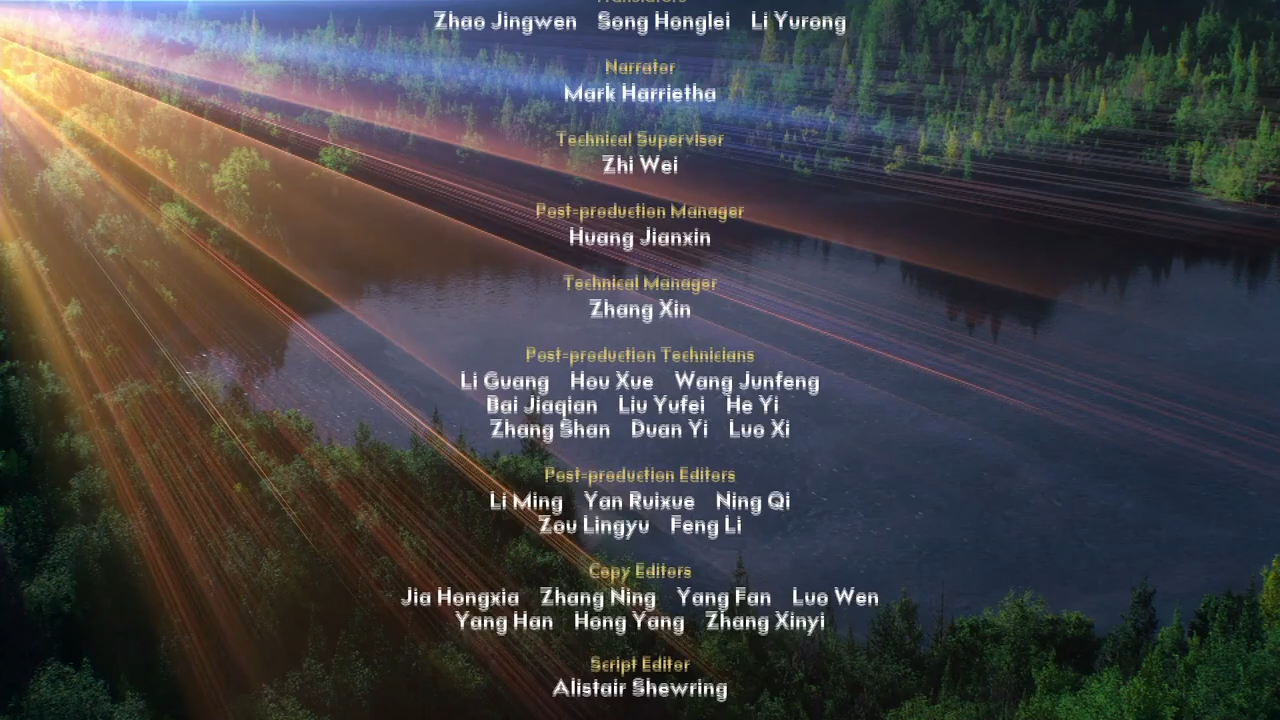 Translators
Zhao Jingwen Song Honglei Li Yurong
Narrator
Mark Harrietha
Technical Supervisor
Zhi Wei
Post-production Manager
Huang Jianxin
Technical Manager
Zhang Xin
Post-production Technicians
Li Guang Hou Xue Wang Junfeng
Bai Jiaqian Liu Yufei He Yi
Zhang Shan Duan Yi Luo Xi
Post-production Editors
Li Ming Yan Ruixue Ning Qi
Zou Lingyu Feng Li
Copy Editors
Jia Hongxia Zhang Ning Yang Fan Luo Wen
Yang Han Hong Yang Zhang Xinyi
Script Editor
Alistair Shewring